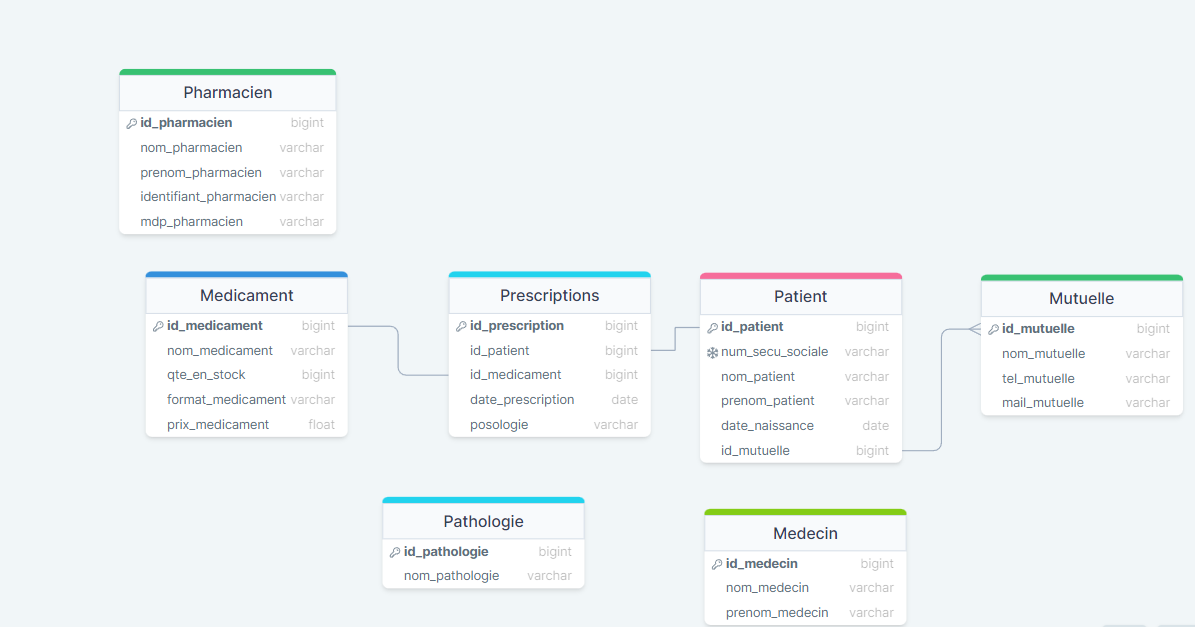 Pharmacien
id_pharmacien bigint
nom_pharmacien varchar
prenom_pharmacien varchar
identifiant_pharmacien varchar
mdp_pharmacien varchar
Medicament
id_medicament bigint
nom_medicament varchar
qte_en_stock bigint
format_medicament varchar
prix_medicament float
Prescriptions
id_prescription bigint
id_patient bigint
id_medicament bigint
date_prescription date
posologie varchar
Patient
id_patient bigint
num_secu_sociale varchar
nom_patient varchar
prenom_patient varchar
date_naissance date
id_mutuelle bigint
Mutuelle
id_mutuelle bigint
nom_mutuelle varchar
tel_mutuelle varchar
mail_mutuelle varchar
Pathologie
id_pathologie bigint
nom_pathologie varchar
Medecin
id_medecin bigint
nom_medecin varchar
prenom_medecin varchar